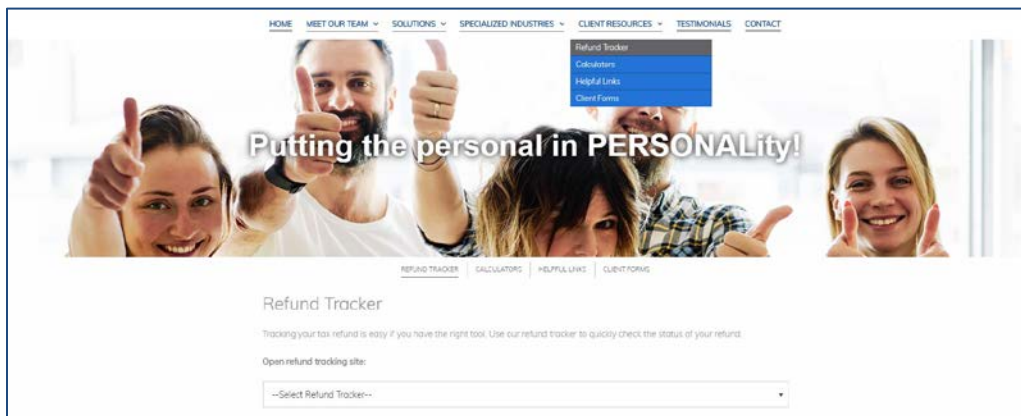 HOME MEET OUR TEAM SOLUTIONS SPECIALIZED INDUSTRIES CLIENT RESOURCES TESTIMONIALS CONTACT
Refund Tracker
Calculators
Helpful Links
Client Forms
Putting the personal in PERSONALity!
REFUND TRACKER CALCULATORS HELPFUL LINKS CLIENT FORMS
Refund Tracker
Tracking your tax refund is easy if you have the right tool. Use our refund tracker to quickly check the status of your refund.
Open refund tracking site:
--Select Refund Tracker--